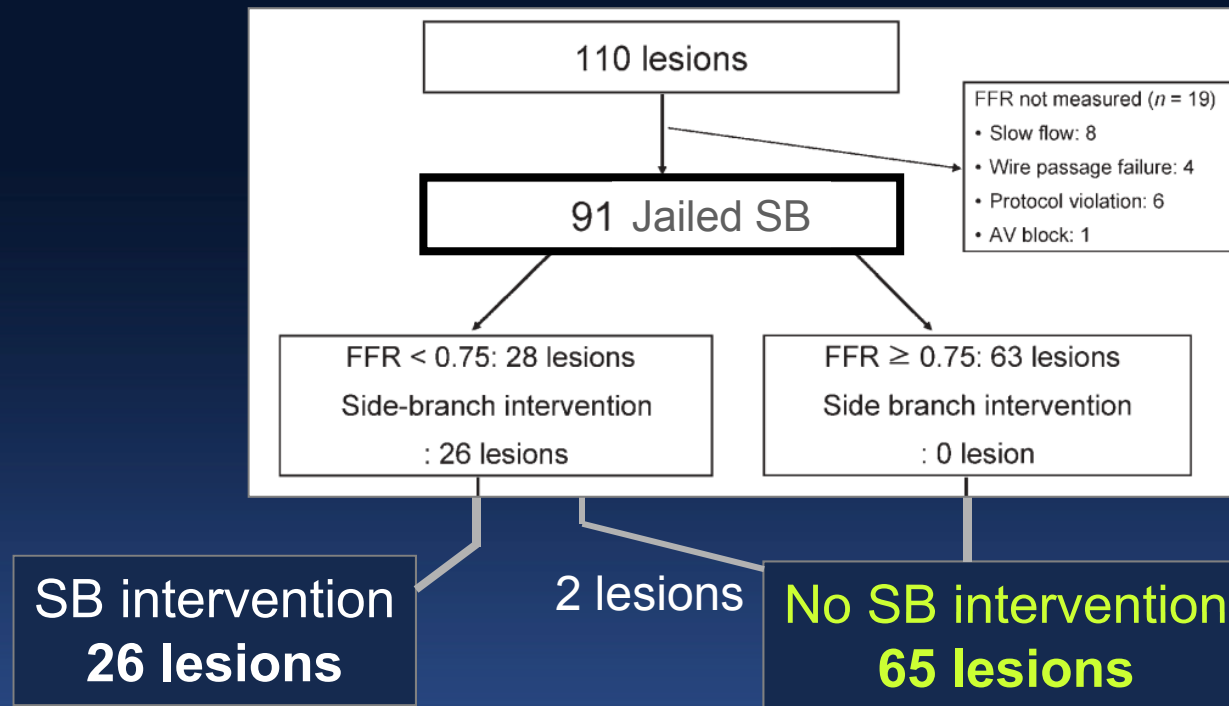 110 lesions
FFR not measured (n = 19)
• Slow flow: 8
• Wire passage failure: 4
• Protocol violation: 6
• AV block: 1
91 Jailed SB
FFR < 0.75: 28 lesions
Side-branch intervention
: 26 lesions
FFR ≥ 0.75: 63 lesions
Side branch intervention
: 0 lesion
SB intervention
26 lesions
2 lesions
No SB intervention
65 lesions